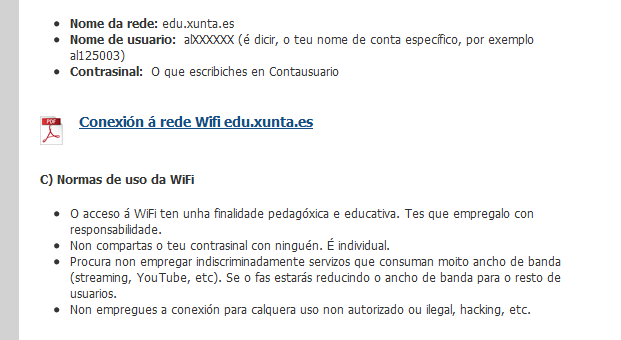 Nome da rede: edu.xunta.es
Nome de usuario: alXXXXXX (é dicir, o teu nome de conta específico, por exemplo
al125003)
Contrasinal: O que escribiches en Contausuario
PDF
Conexión á rede Wifi edu.xunta.es
C) Normas de uso da WiFi
O acceso á WiFi ten unha finalidade pedagóxica e educativa. Tes que empregalo con
responsabilidade.
Non compartas o teu contrasinal con ninguén. É individual.
Procura non empregar indiscriminadamente servizos que consuman moito ancho de banda
(streaming, YouTube, etc). Se o fas estarás reducindo o ancho de banda para o resto de
usuarios.
Non empregues a conexión para calquera uso non autorizado ou ilegal, hacking, etc.